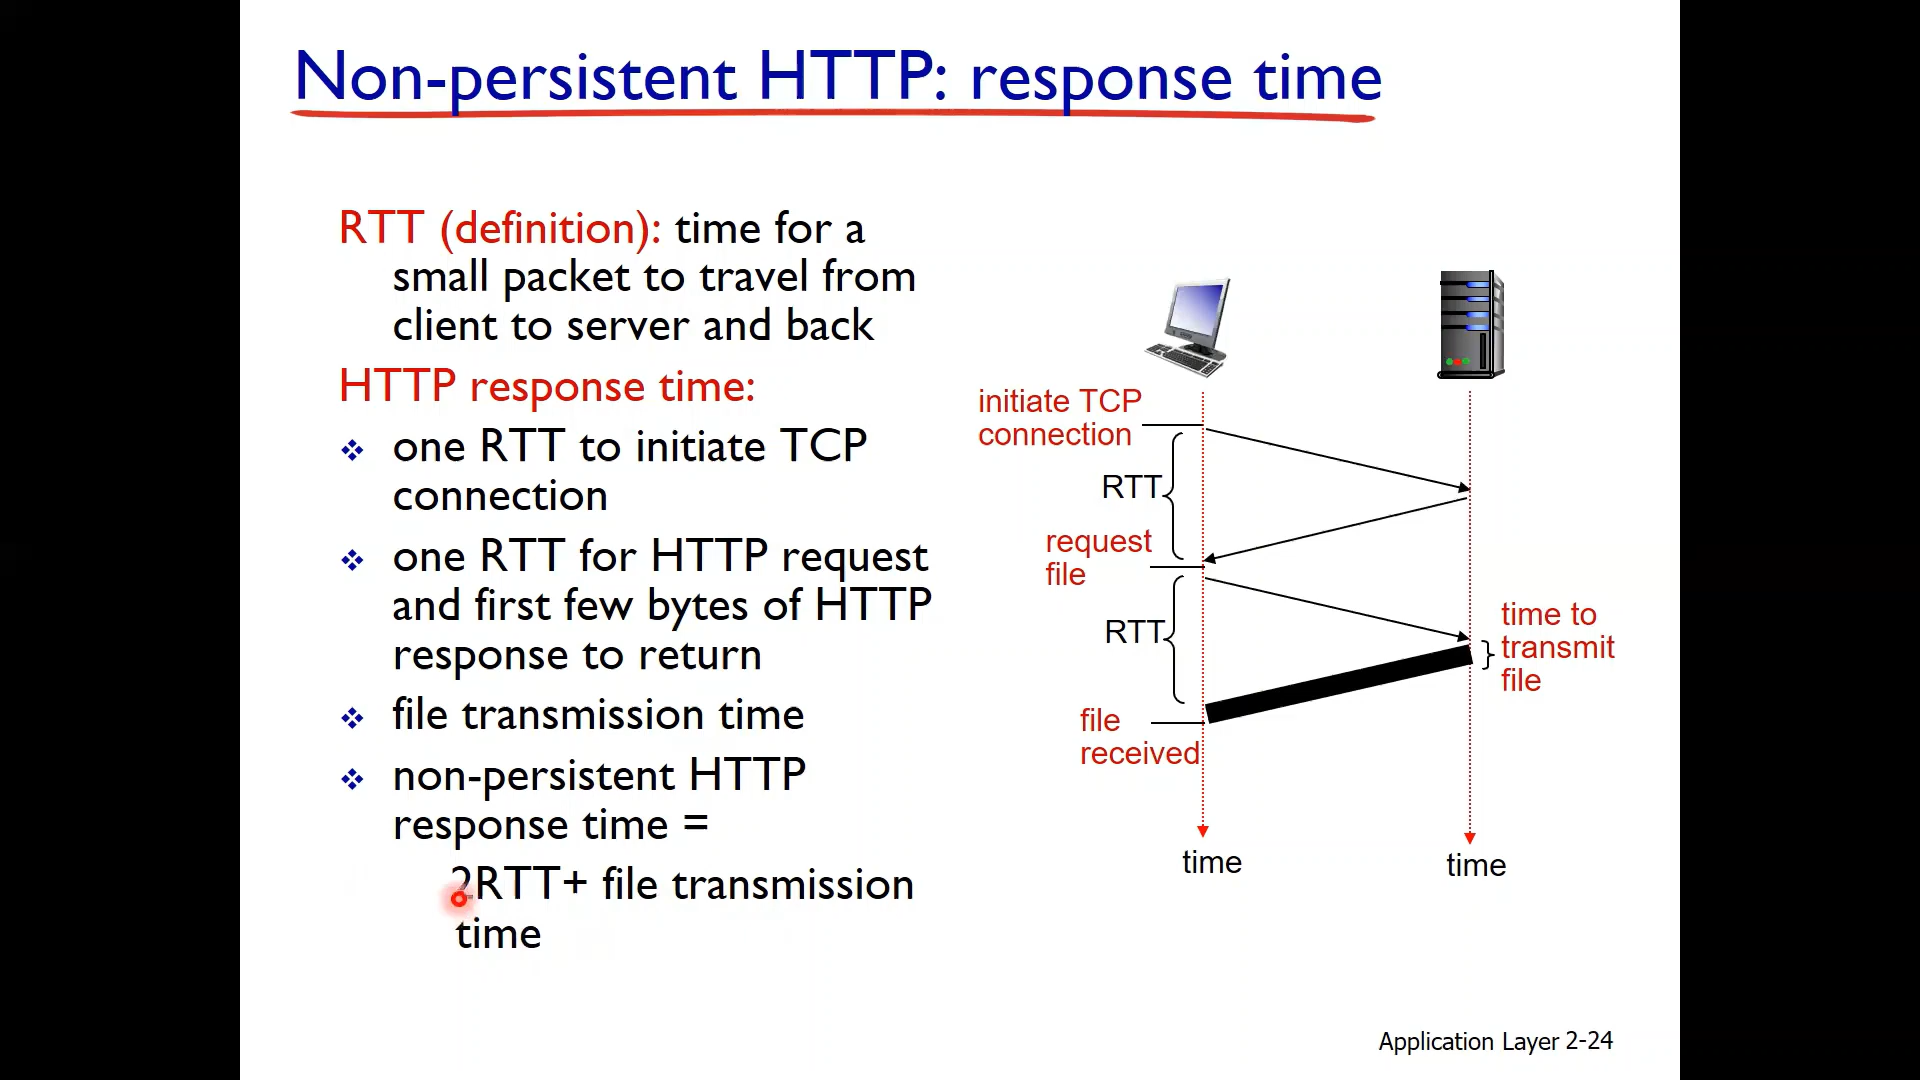 Non-persistent HTTP: response time
RTT (definition): time for a
small packet to travel from
client to server and back
HTTP response time:
one RTT to initiate TCP
connection
one RTT for HTTP request
and first few bytes of HTTP
response to return
file transmission time
non-persistent HTTP
response time =
2RTT+ file transmission
time
initiate TCP
connection
RTT
request
file
RTT
file
received
time to
transmit
file
time
time
Application Layer 2-24